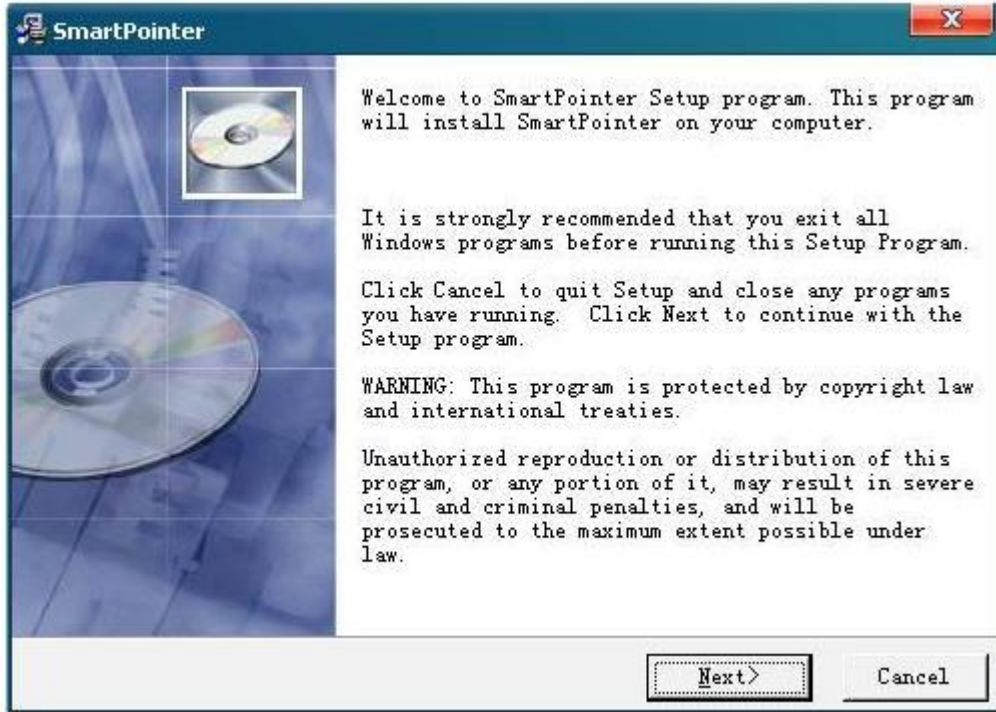 SmartPointer
Welcome to SmartPointer Setup program. This program
will install SmartPointer on your computer.
It is strongly recommended that you exit all
Windows programs before running this Setup Program.
Click Cancel to quit Setup and close any programs
you have running.  Click Next to continue with the
Setup program.
WARNING: This program is protected by copyright law
and international treaties.
Unauthorized reproduction or distribution of this
program, or any portion of it, may result in severe
civil and criminal penalties, and will be
prosecuted to the maximum extent possible under
law.
Next>
Cancel